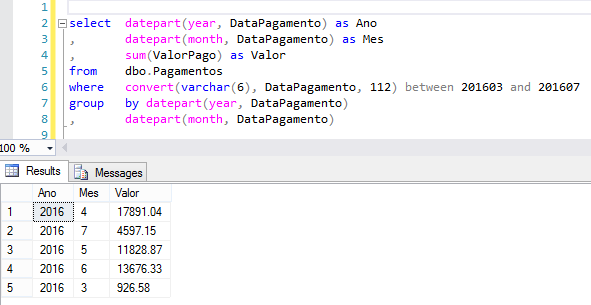 1
2 select datepart(year, DataPagamento) as Ano
3 , datepart(month, DataPagamento) as Mes
4 , sum(ValorPago) as Valor
5 from dbo.Pagamentos
6 where convert(varchar(6), DataPagamento, 112) between 201603 and 201607
7 group by datepart(year, DataPagamento)
8 , datepart(month, DataPagamento)
9
100 %
Results Messages
Ano Mes Valor
1 2016 4 17891.04
2 2016 7 4597.15
3 2016 5 11828.87
4 2016 6 13676.33
5 2016 3 926.58